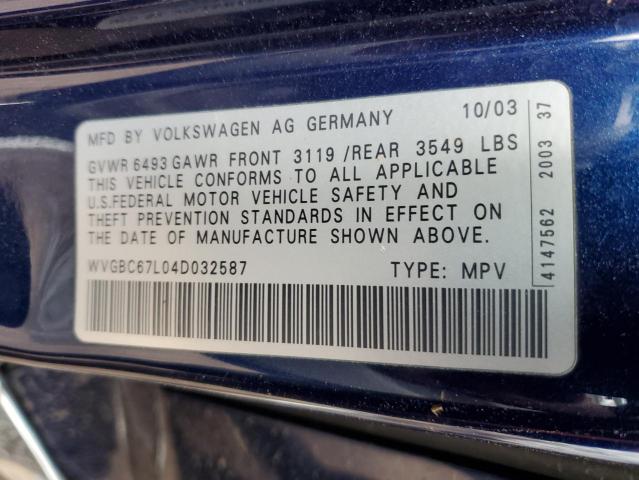 MFD BY VOLKSWAGEN AG GERMANY 10/03
GVWR 6493 GAWR FRONT 3119 /REAR 3549 LBS
THIS VEHICLE CONFORMS TO ALL APPLICABLE
U.S.FEDERAL MOTOR VEHICLE SAFETY AND
THEFT PREVENTION STANDARDS IN EFFECT ON
THE DATE OF MANUFACTURE SHOWN ABOVE.
WVGBC67L04D032587 TYPE: MPV
4147562 2003 37